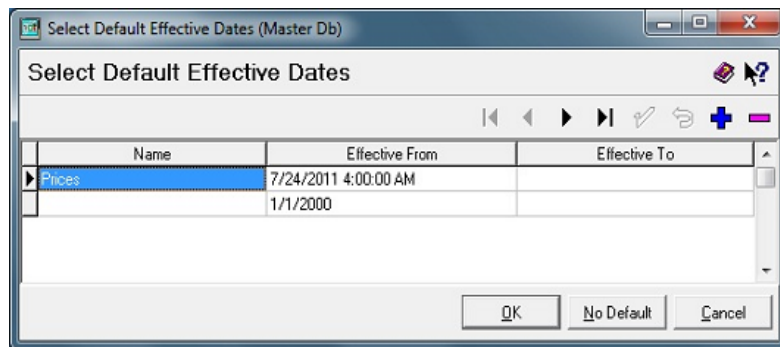 Select Default Effective Dates (Master Db)
Select Default Effective Dates
Name Effective From Effective To
Prices 7/24/2011 4:00:00 AM
1/1/2000
OK No Default Cancel